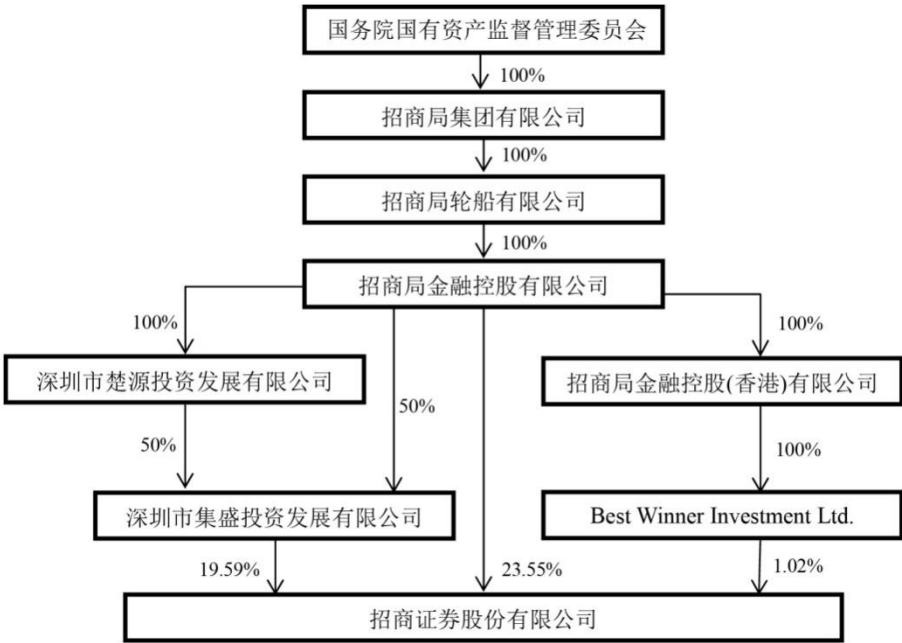 国务院国有资产监督管理委员会
100%
招商局集团有限公司
100%
招商局轮船有限公司
100%
招商局金融控股有限公司
100%
100%
深圳市楚源投资发展有限公司
招商局金融控股(香港)有限公司
50%
50%
100%
深圳市集盛投资发展有限公司
Best Winner Investment Ltd.
19.59%
23.55%
1.02%
招商证券股份有限公司